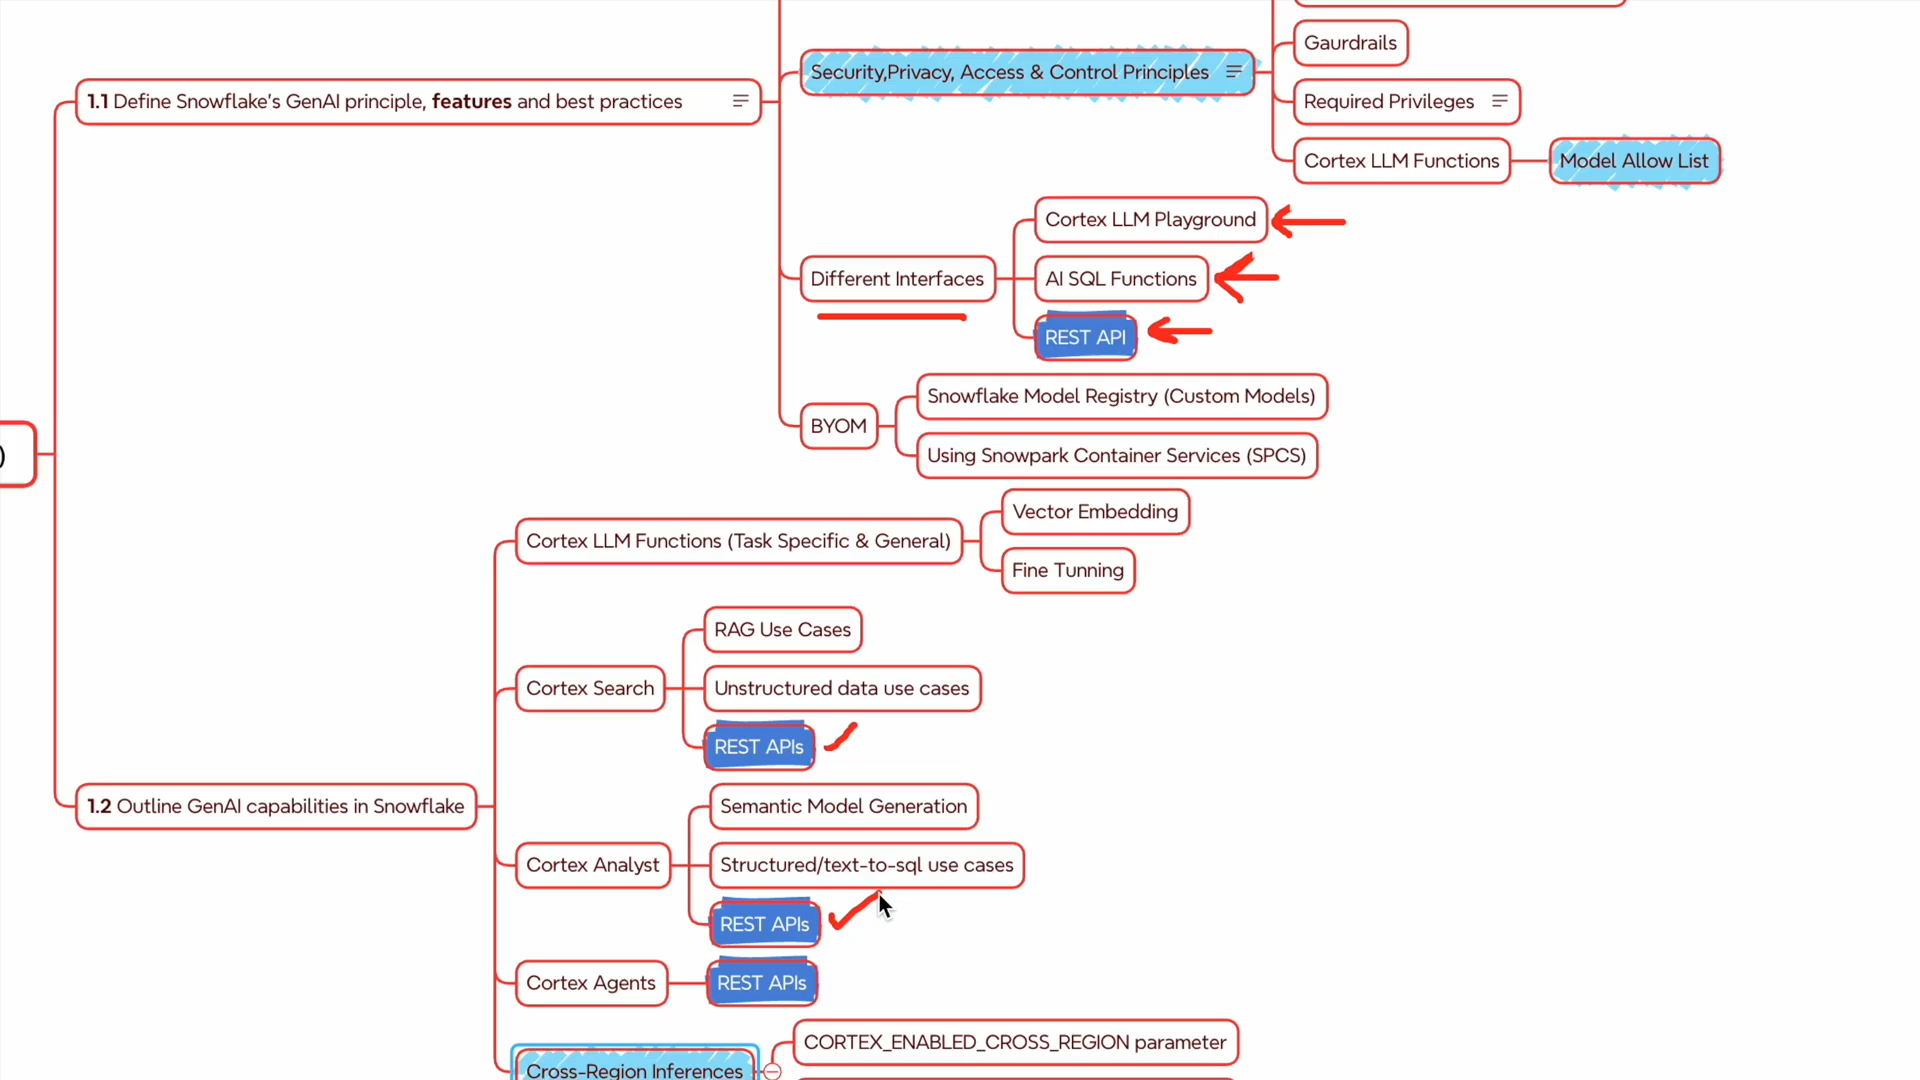 )
1.1 Define Snowflake's GenAI principle, features and best practices
Security,Privacy, Access & Control Principles
Gaurdrails
Required Privileges
Cortex LLM Functions
Model Allow List
Different Interfaces
Cortex LLM Playground
AI SQL Functions
REST API
BYOM
Snowflake Model Registry (Custom Models)
Using Snowpark Container Services (SPCS)
1.2 Outline GenAI capabilities in Snowflake
Cortex LLM Functions (Task Specific & General)
Vector Embedding
Fine Tunning
Cortex Search
RAG Use Cases
Unstructured data use cases
REST APIs
Cortex Analyst
Semantic Model Generation
Structured/text-to-sql use cases
REST APIs
Cortex Agents
REST APIs
Cross-Region Inferences
CORTEX_ENABLED_CROSS_REGION parameter